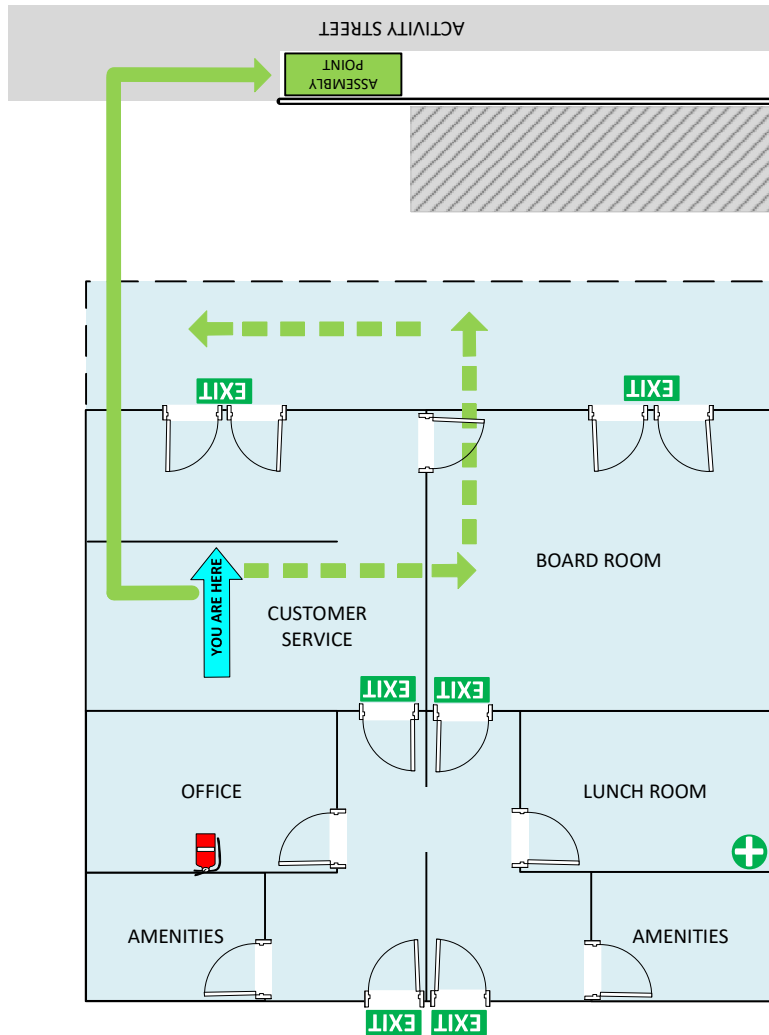 ACTIVITY STREET
ASSEMBLY
POINT
EXIT
EXIT
BOARD ROOM
YOU ARE HERE
CUSTOMER
SERVICE
EXIT
EXIT
OFFICE
LUNCH ROOM
AMENITIES
AMENITIES
EXIT
EXIT